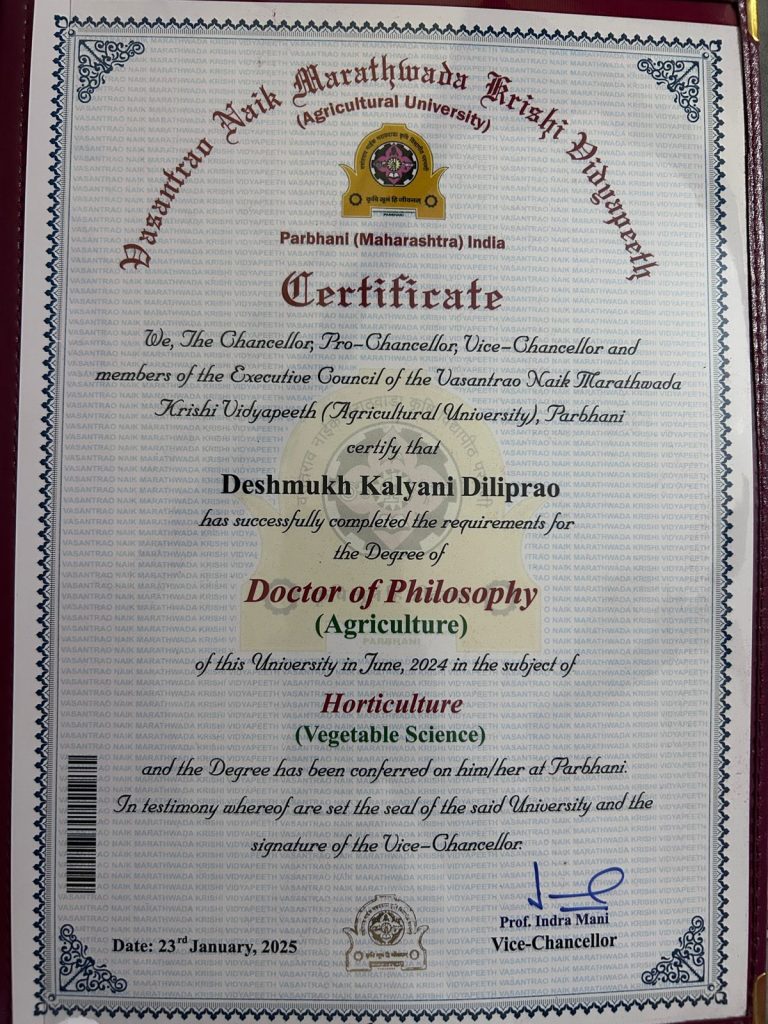 Vasantrao Naik Marathwada Krishi Vidyapeeth
(Agricultural University)
कृषि मूलं हि जीवनम्
PARBHANI
Parbhani (Maharashtra) India
Certificate
We, The Chancellor, Pro-Chancellor, Vice-Chancellor and
members of the Executive Council of the Vasantrao Naik Marathwada
Krishi Vidyapeeth (Agricultural University), Parbhani
certify that
Deshmukh Kalyani Diliprao
has successfully completed the requirements for
the Degree of
Doctor of Philosophy
(Agriculture)
PARBHANI
of this University in June, 2024 in the subject of
Horticulture
(Vegetable Science)
and the Degree has been conferred on him/her at Parbhani.
In testimony whereof are set the seal of the said University and the
signature of the Vice-Chancellor.
Prof. Indra Mani
Vice-Chancellor
Date: 23rd January, 2025